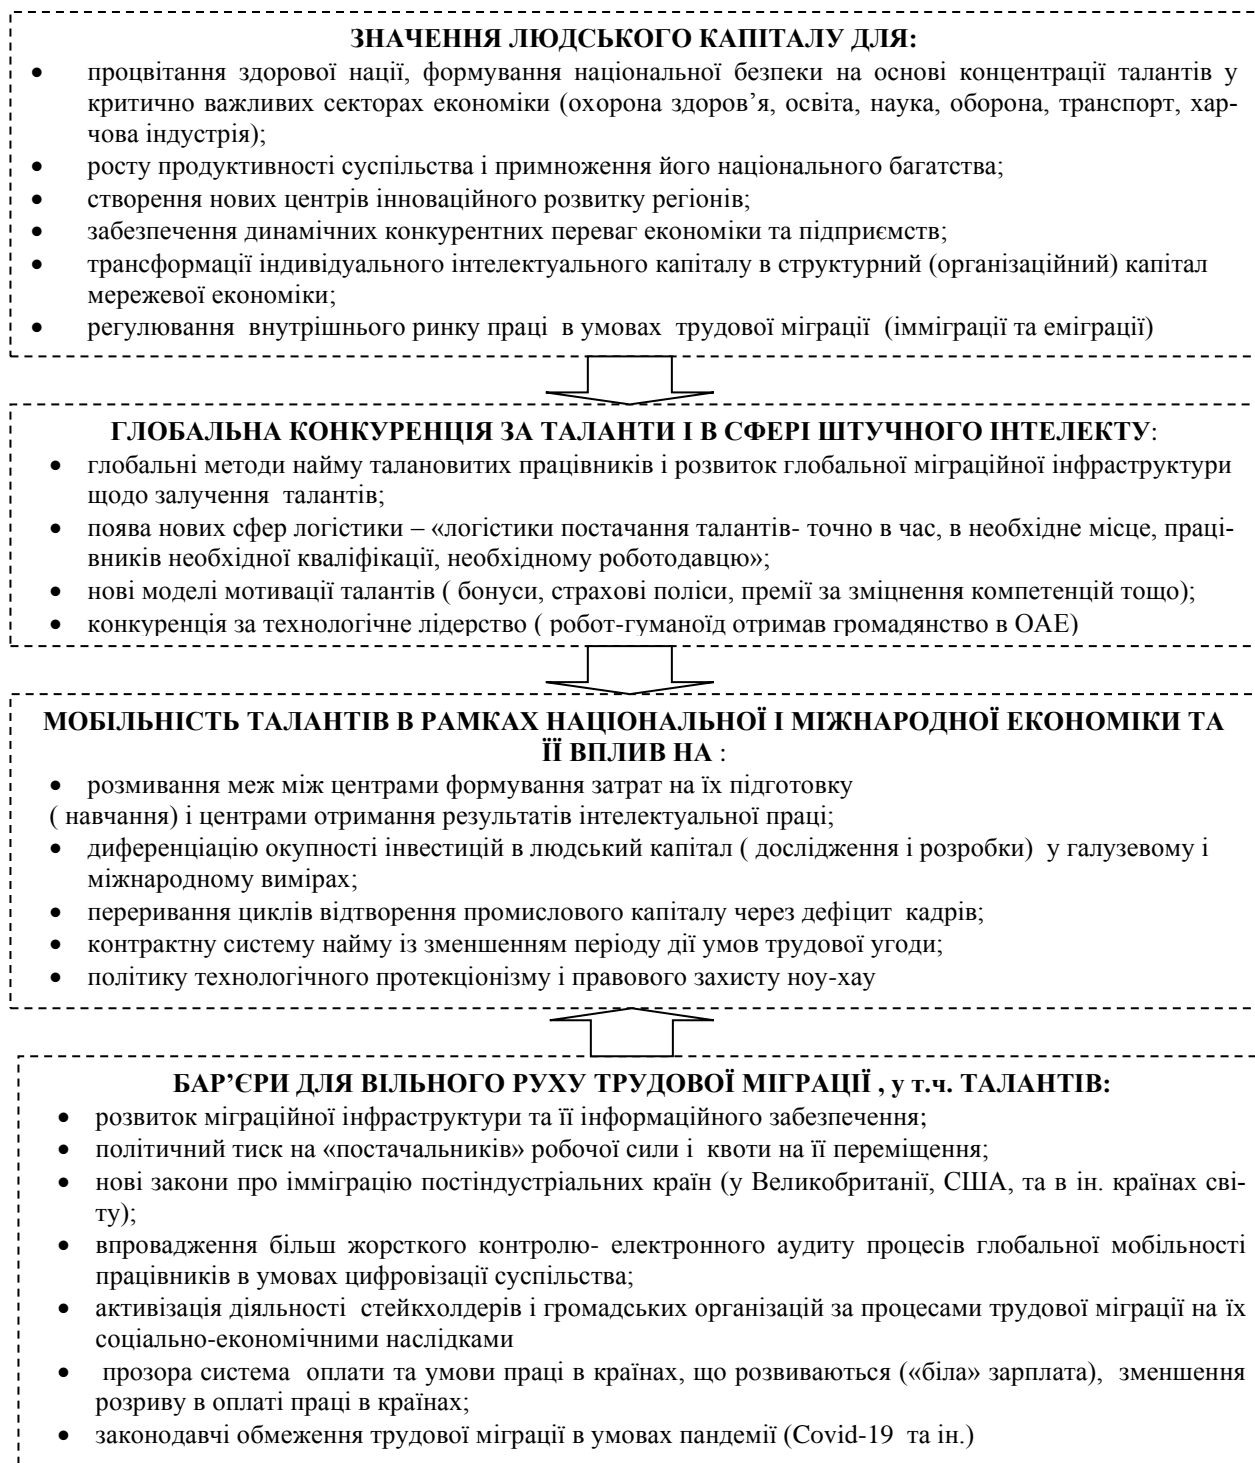 ЗНАЧЕННЯ ЛЮДСЬКОГО КАПІТАЛУ ДЛЯ:
• процвітання здорової нації, формування національної безпеки на основі концентрації талантів у
критично важливих секторах економіки (охорона здоров’я, освіта, наука, оборона, транспорт, хар-
чова індустрія);
• росту продуктивності суспільства і примноження його національного багатства;
• створення нових центрів інноваційного розвитку регіонів;
• забезпечення динамічних конкурентних переваг економіки та підприємств;
• трансформації індивідуального інтелектуального капіталу в структурний (організаційний) капітал
мережевої економіки;
• регулювання внутрішнього ринку праці в умовах трудової міграції (імміграції та еміграції)
ГЛОБАЛЬНА КОНКУРЕНЦІЯ ЗА ТАЛАНТИ І В СФЕРІ ШТУЧНОГО ІНТЕЛЕКТУ:
• глобальні методи найму талановитих працівників і розвиток глобальної міграційної інфраструктури
щодо залучення талантів;
• поява нових сфер логістики – «логістики постачання талантів- точно в час, в необхідне місце, праці-
вників необхідної кваліфікації, необхідному роботодавцю»;
• нові моделі мотивації талантів ( бонуси, страхові поліси, премії за зміцнення компетенцій тощо);
• конкуренція за технологічне лідерство ( робот-гуманоїд отримав громадянство в ОАЕ)
МОБІЛЬНІСТЬ ТАЛАНТІВ В РАМКАХ НАЦІОНАЛЬНОЇ І МІЖНАРОДНОЇ ЕКОНОМІКИ ТА
ЇЇ ВПЛИВ НА :
• розмивання меж між центрами формування затрат на їх підготовку
( навчання) і центрами отримання результатів інтелектуальної праці;
• диференціацію окупності інвестицій в людський капітал ( дослідження і розробки) у галузевому і
міжнародному вимірах;
• переривання циклів відтворення промислового капіталу через дефіцит кадрів;
• контрактну систему найму із зменшенням періоду дії умов трудової угоди;
• політику технологічного протекціонізму і правового захисту ноу-хау
БАР’ЄРИ ДЛЯ ВІЛЬНОГО РУХУ ТРУДОВОЇ МІГРАЦІЇ , у т.ч. ТАЛАНТІВ:
• розвиток міграційної інфраструктури та її інформаційного забезпечення;
• політичний тиск на «постачальників» робочої сили і квоти на її переміщення;
• нові закони про імміграцію постіндустріальних країн (у Великобританії, США, та в ін. країнах сві-
ту);
• впровадження більш жорсткого контролю- електронного аудиту процесів глобальної мобільності
працівників в умовах цифровізації суспільства;
• активізація діяльності стейкхолдерів і громадських організацій за процесами трудової міграції на їх
соціально-економічними наслідками
• прозора система оплати та умови праці в країнах, що розвиваються («біла» зарплата), зменшення
розриву в оплаті праці в країнах;
• законодавчі обмеження трудової міграції в умовах пандемії (Covid-19 та ін.)